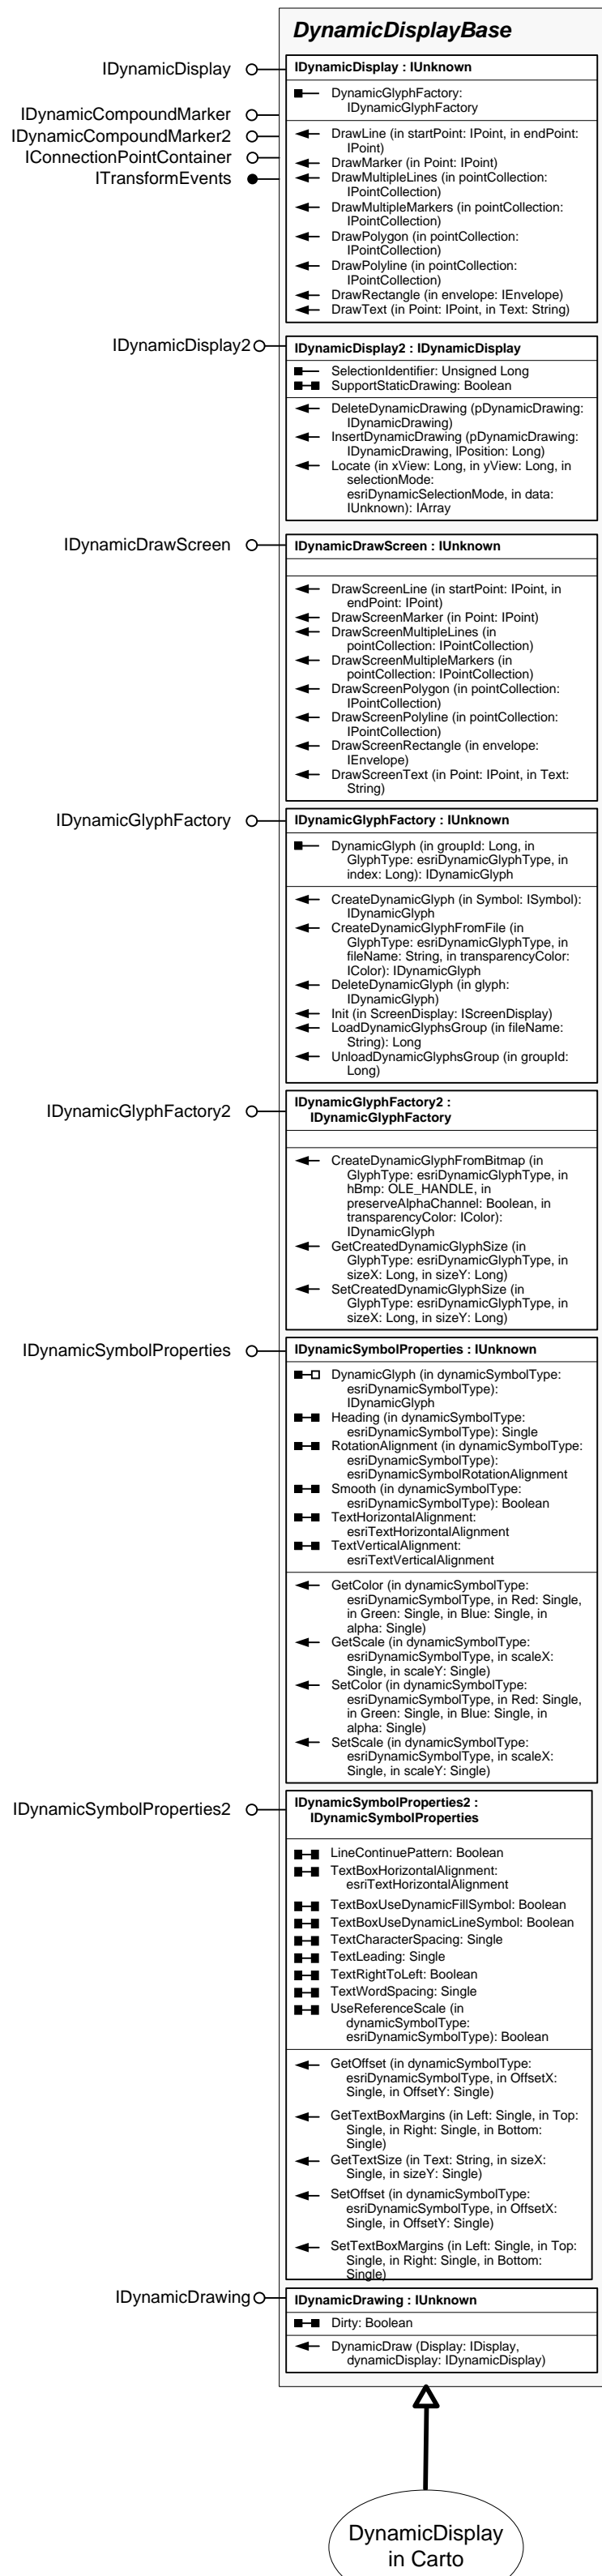 DynamicDisplayBase
IDynamicDisplay
IDynamicCompoundMarker
IDynamicCompoundMarker2
IConnectionPointContainer
ITransformEvents
IDynamicDisplay : IUnknown
DynamicGlyphFactory:
IDynamicGlyphFactory
DrawLine (in startPoint: IPoint, in endPoint:
IPoint)
DrawMarker (in Point: IPoint)
DrawMultipleLines (in pointCollection:
IPointCollection)
DrawMultipleMarkers (in pointCollection:
IPointCollection)
DrawPolygon (in pointCollection:
IPointCollection)
DrawPolyline (in pointCollection:
IPointCollection)
DrawRectangle (in envelope: IEnvelope)
DrawText (in Point: IPoint, in Text: String)
IDynamicDisplay2
IDynamicDisplay2 : IDynamicDisplay
SelectionIdentifier: Unsigned Long
SupportStaticDrawing: Boolean
DeleteDynamicDrawing (pDynamicDrawing:
IDynamicDrawing)
InsertDynamicDrawing (pDynamicDrawing:
IDynamicDrawing, lPosition: Long)
Locate (in xView: Long, in yView: Long, in
selectionMode:
esriDynamicSelectionMode, in data:
IUnknown): IArray
IDynamicDrawScreen
IDynamicDrawScreen : IUnknown
DrawScreenLine (in startPoint: IPoint, in
endPoint: IPoint)
DrawScreenMarker (in Point: IPoint)
DrawScreenMultipleLines (in
pointCollection: IPointCollection)
DrawScreenMultipleMarkers (in
pointCollection: IPointCollection)
DrawScreenPolygon (in pointCollection:
IPointCollection)
DrawScreenPolyline (in pointCollection:
IPointCollection)
DrawScreenRectangle (in envelope:
IEnvelope)
DrawScreenText (in Point: IPoint, in Text:
String)
IDynamicGlyphFactory
IDynamicGlyphFactory : IUnknown
DynamicGlyph (in groupId: Long, in
GlyphType: esriDynamicGlyphType, in
index: Long): IDynamicGlyph
CreateDynamicGlyph (in Symbol: ISymbol):
IDynamicGlyph
CreateDynamicGlyphFromFile (in
GlyphType: esriDynamicGlyphType, in
fileName: String, in transparencyColor:
IColor): IDynamicGlyph
DeleteDynamicGlyph (in glyph:
IDynamicGlyph)
Init (in ScreenDisplay: IScreenDisplay)
LoadDynamicGlyphsGroup (in fileName:
String): Long
UnloadDynamicGlyphsGroup (in groupId:
Long)
IDynamicGlyphFactory2
IDynamicGlyphFactory2 :
IDynamicGlyphFactory
CreateDynamicGlyphFromBitmap (in
GlyphType: esriDynamicGlyphType, in
hBmp: OLE_HANDLE, in
preserveAlphaChannel: Boolean, in
transparencyColor: IColor):
IDynamicGlyph
GetCreatedDynamicGlyphSize (in
GlyphType: esriDynamicGlyphType, in
sizeX: Long, in sizeY: Long)
SetCreatedDynamicGlyphSize (in
GlyphType: esriDynamicGlyphType, in
sizeX: Long, in sizeY: Long)
IDynamicSymbolProperties
IDynamicSymbolProperties : IUnknown
DynamicGlyph (in dynamicSymbolType:
esriDynamicSymbolType):
IDynamicGlyph
Heading (in dynamicSymbolType:
esriDynamicSymbolType): Single
RotationAlignment (in dynamicSymbolType:
esriDynamicSymbolType):
esriDynamicSymbolRotationAlignment
Smooth (in dynamicSymbolType:
esriDynamicSymbolType): Boolean
TextHorizontalAlignment:
esriTextHorizontalAlignment
TextVerticalAlignment:
esriTextVerticalAlignment
GetColor (in dynamicSymbolType:
esriDynamicSymbolType, in Red: Single,
in Green: Single, in Blue: Single, in
alpha: Single)
GetScale (in dynamicSymbolType:
esriDynamicSymbolType, in scaleX:
Single, in scaleY: Single)
SetColor (in dynamicSymbolType:
esriDynamicSymbolType, in Red: Single,
in Green: Single, in Blue: Single, in
alpha: Single)
SetScale (in dynamicSymbolType:
esriDynamicSymbolType, in scaleX:
Single, in scaleY: Single)
IDynamicSymbolProperties2
IDynamicSymbolProperties2 :
IDynamicSymbolProperties
LineContinuePattern: Boolean
TextBoxHorizontalAlignment:
esriTextHorizontalAlignment
TextBoxUseDynamicFillSymbol: Boolean
TextBoxUseDynamicLineSymbol: Boolean
TextCharacterSpacing: Single
TextLeading: Single
TextRightToLeft: Boolean
TextWordSpacing: Single
UseReferenceScale (in
dynamicSymbolType:
esriDynamicSymbolType): Boolean
GetOffset (in dynamicSymbolType:
esriDynamicSymbolType, in OffsetX:
Single, in OffsetY: Single)
GetTextBoxMargins (in Left: Single, in Top:
Single, in Right: Single, in Bottom:
Single)
GetTextSize (in Text: String, in sizeX:
Single, in sizeY: Single)
SetOffset (in dynamicSymbolType:
esriDynamicSymbolType, in OffsetX:
Single, in OffsetY: Single)
SetTextBoxMargins (in Left: Single, in Top:
Single, in Right: Single, in Bottom:
Single)
IDynamicDrawing
IDynamicDrawing : IUnknown
Dirty: Boolean
DynamicDraw (Display: IDisplay,
dynamicDisplay: IDynamicDisplay)
DynamicDisplay
in Carto